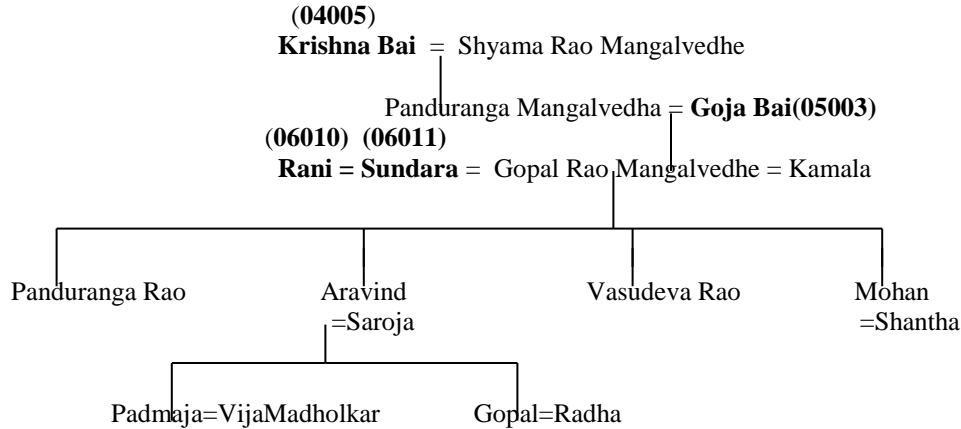 (04005)
Krishna Bai = Shyama Rao Mangalvedhe
Panduranga Mangalvedha = Goja Bai(05003)
(06010) (06011)
Rani = Sundara = Gopal Rao Mangalvedhe = Kamala
Panduranga Rao Aravind Vasudeva Rao Mohan
=Saroja =Shantha
Padmaja=VijaMadholkar Gopal=Radha